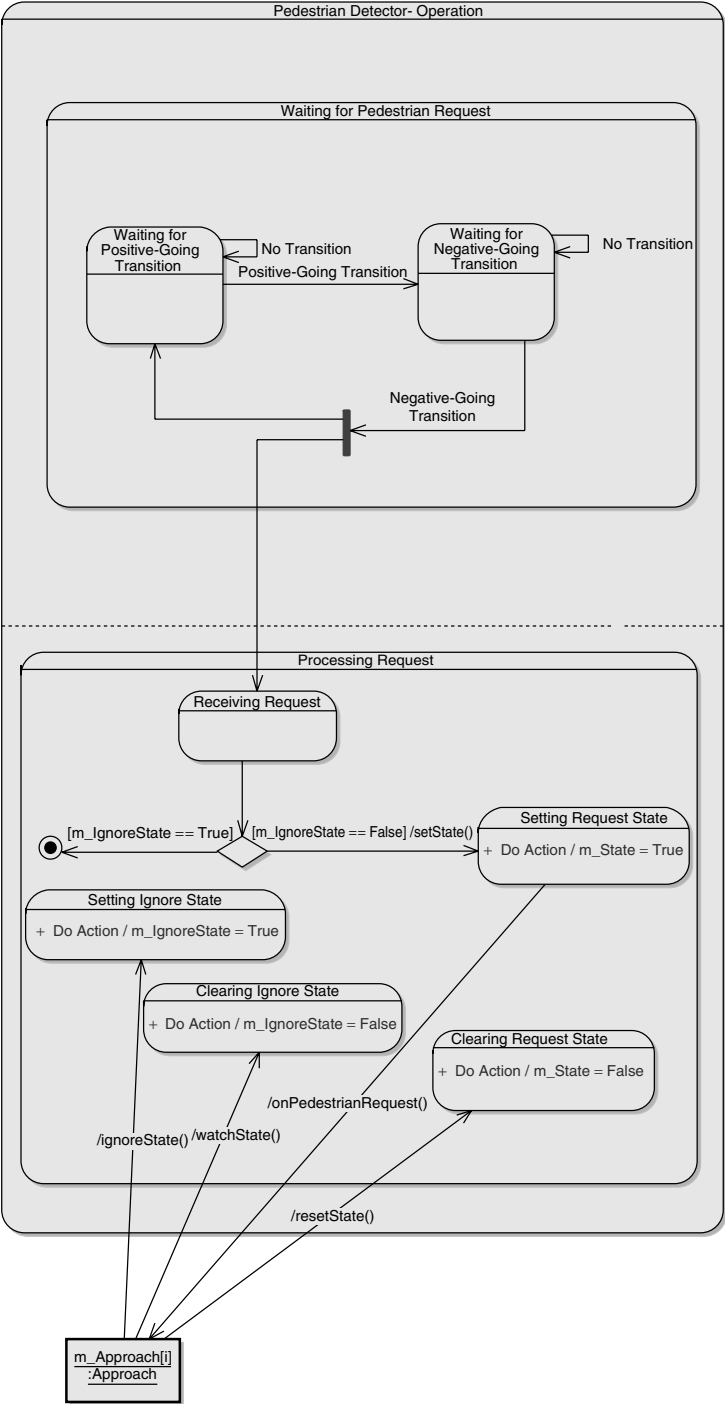 Pedestrian Detector- Operation
Waiting for Pedestrian Request
Waiting for
Positive-Going
Transition
No Transition
Positive-Going Transition
Waiting for
Negative-Going
Transition
No Transition
Negative-Going
Transition
Processing Request
Receiving Request
[m_IgnoreState == True]
[m_IgnoreState == False] /setState()
Setting Request State
+ Do Action / m_State = True
Setting Ignore State
+ Do Action / m_IgnoreState = True
Clearing Ignore State
+ Do Action / m_IgnoreState = False
Clearing Request State
+ Do Action / m_State = False
/onPedestrianRequest()
/ignoreState()
/watchState()
/resetState()
m_Approach[i]
:Approach